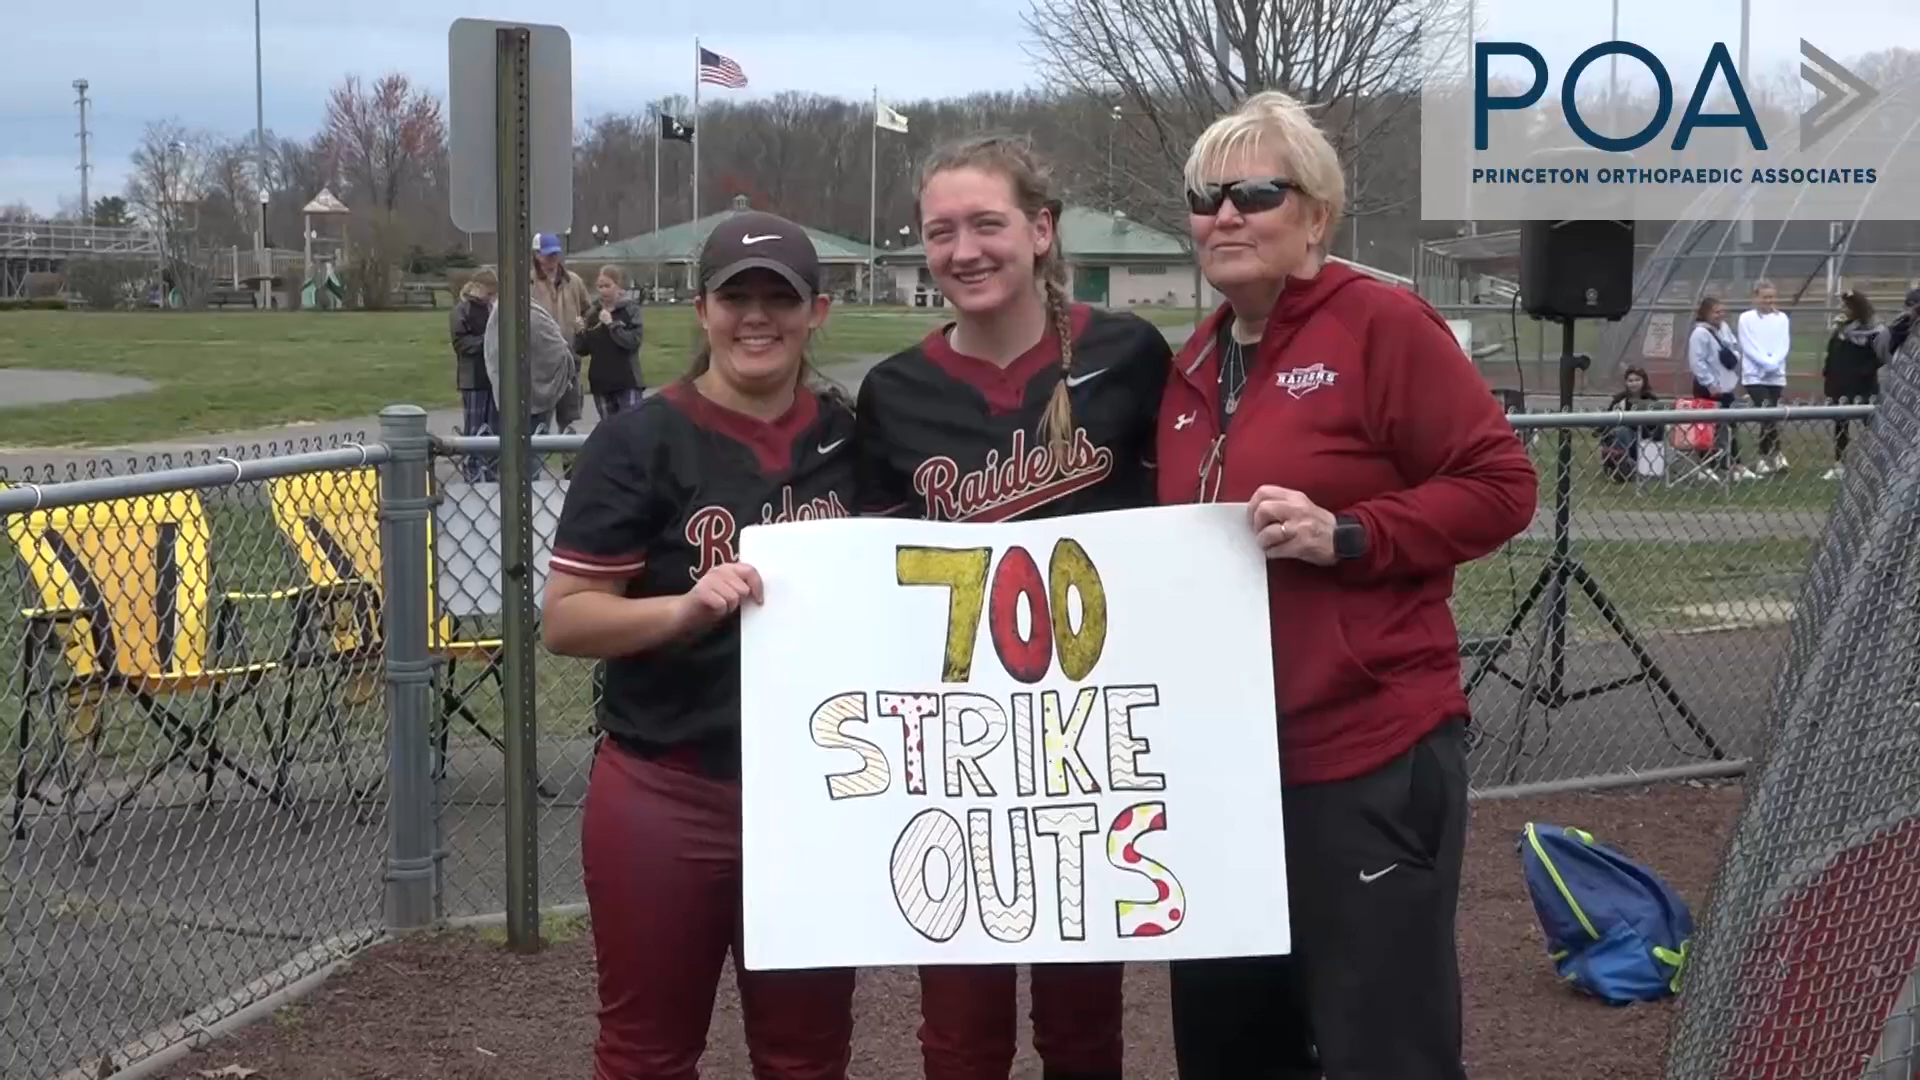 POA
PRINCETON ORTHOPAEDIC ASSOCIATES
Raiders
Raiders
RAIDERS
700
STRIKE
OUTS